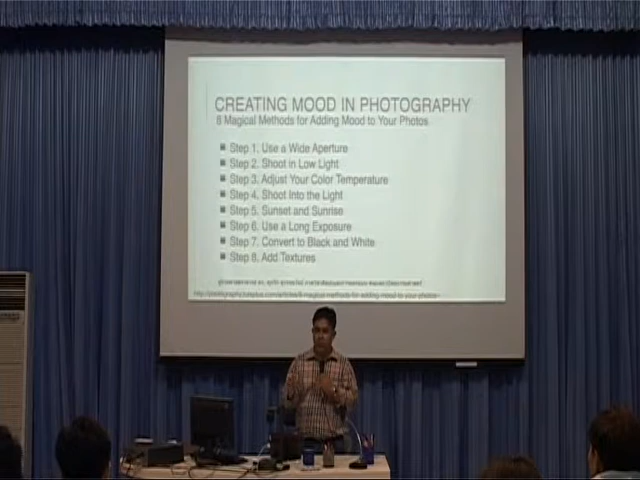 CREATING MOOD IN PHOTOGRAPHY
8 Magical Methods for Adding Mood to Your Photos
Step 1. Use a Wide Aperture
Step 2. Shoot in Low Light
Step 3. Adjust Your Color Temperature
Step 4. Shoot Into the Light
Step 5. Sunset and Sunrise
Step 6. Use a Long Exposure
Step 7. Convert to Black and White
Step 8. Add Textures